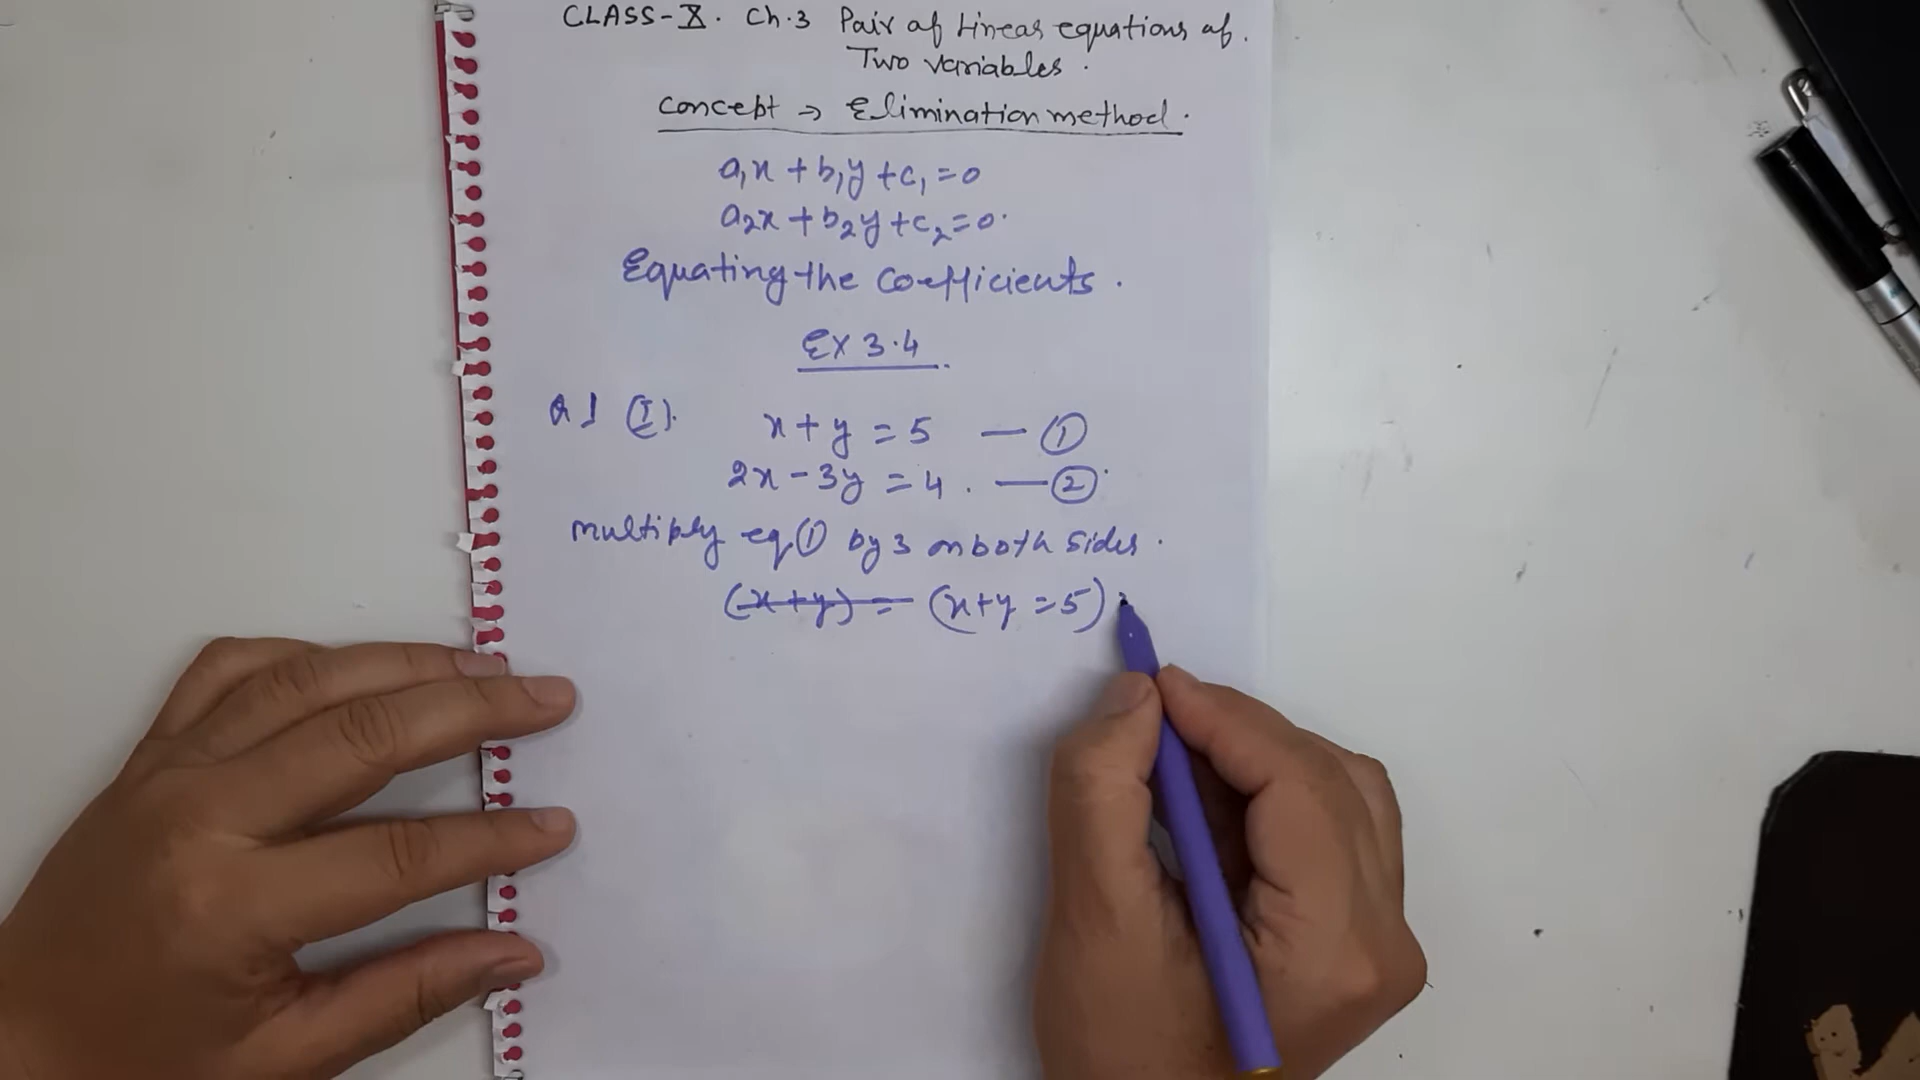 CLASS-X. Ch.3 Pair of Linear equations of.
Two variables.
Concept → Elimination method.
a₁x + b₁y + c₁ = 0
a₂x + b₂y + c₂ = 0.
Equating the coefficients.
EX 3.4
Q1 (I). x + y = 5 — ①
2x - 3y = 4. — ②
multiply eq ① by 3 on both sides.
(x + y) = (x + y = 5)